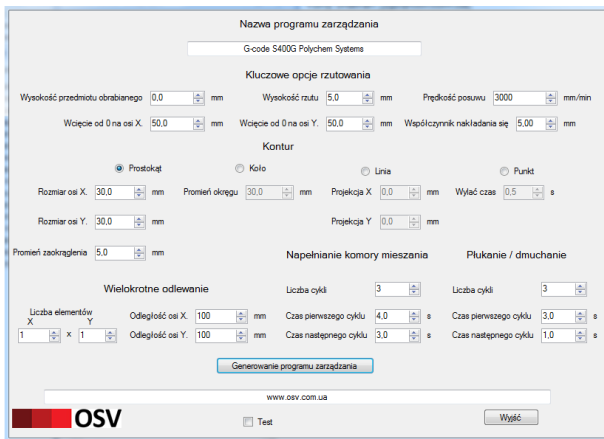 Nazwa programu zarządzania
G-code S400G Polychem Systems
Kluczowe opcje rzutowania
Wysokość przedmiotu obrabianego 0,0 mm Wysokość rzutu 5,0 mm Prędkość posuwu 3000 mm/min
Wcięcie od 0 na osi X. 50,0 mm Wcięcie od 0 na osi Y. 50,0 mm Współczynnik nakładania się 5,00 mm
Kontur
Prostokąt Koło Linia Punkt
Rozmiar osi X. 30,0 mm Promień okręgu 30,0 mm Projekcja X 0,0 mm Wylać czas 0,5 s
Rozmiar osi Y. 30,0 mm Projekcja Y 0,0 mm
Promień zaokrąglenia 5,0 mm
Napełnianie komory mieszania Płukanie / dmuchanie
Wielokrotne odlewanie
Liczba cykli 3 Liczba cykli 3
Liczba elementów
X Y
Odległość osi X. 100 mm Czas pierwszego cyklu 4,0 s Czas pierwszego cyklu 3,0 s
1 x 1 Odległość osi Y. 100 mm Czas następnego cyklu 3,0 s Czas następnego cyklu 1,0 s
Generowanie programu zarządzania
www.osv.com.ua
OSV
Test
Wyjść